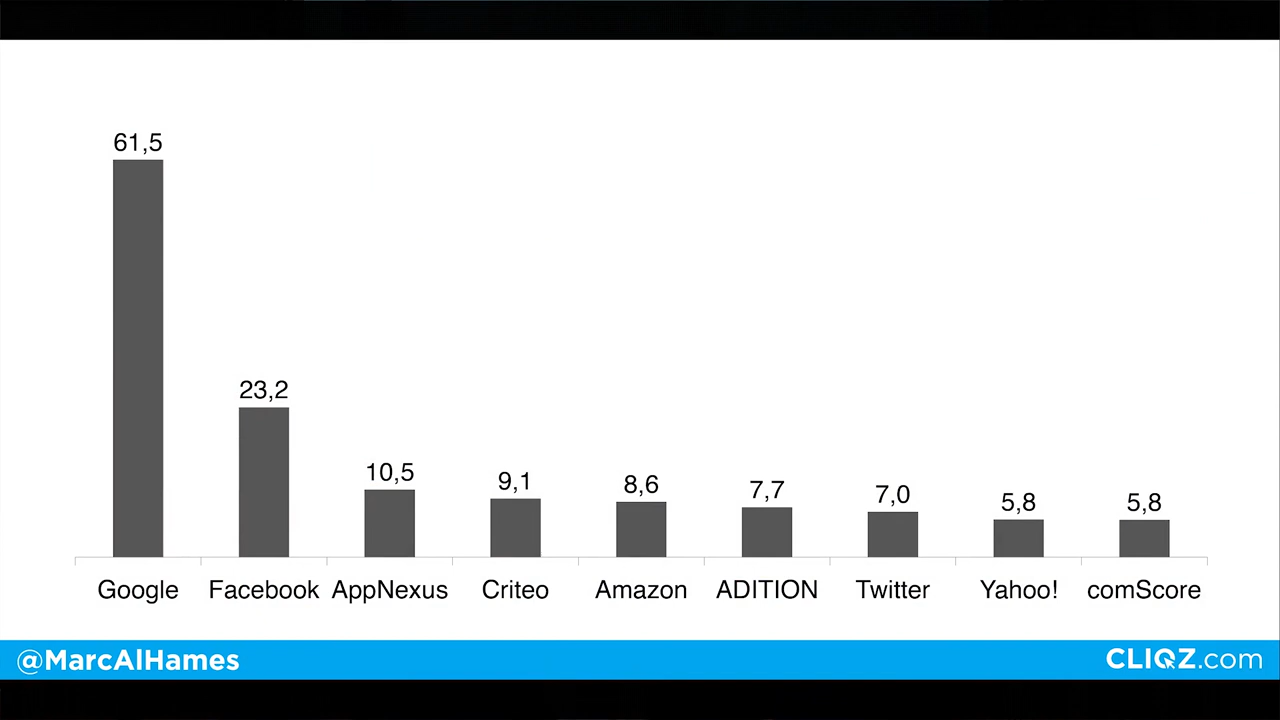 61,5
23,2
10,5
9,1
8,6
7,7
7,0
5,8
5,8
Google
Facebook
AppNexus
Criteo
Amazon
ADITION
Twitter
Yahoo!
comScore
@MarcAlHames
CLIQZ.com